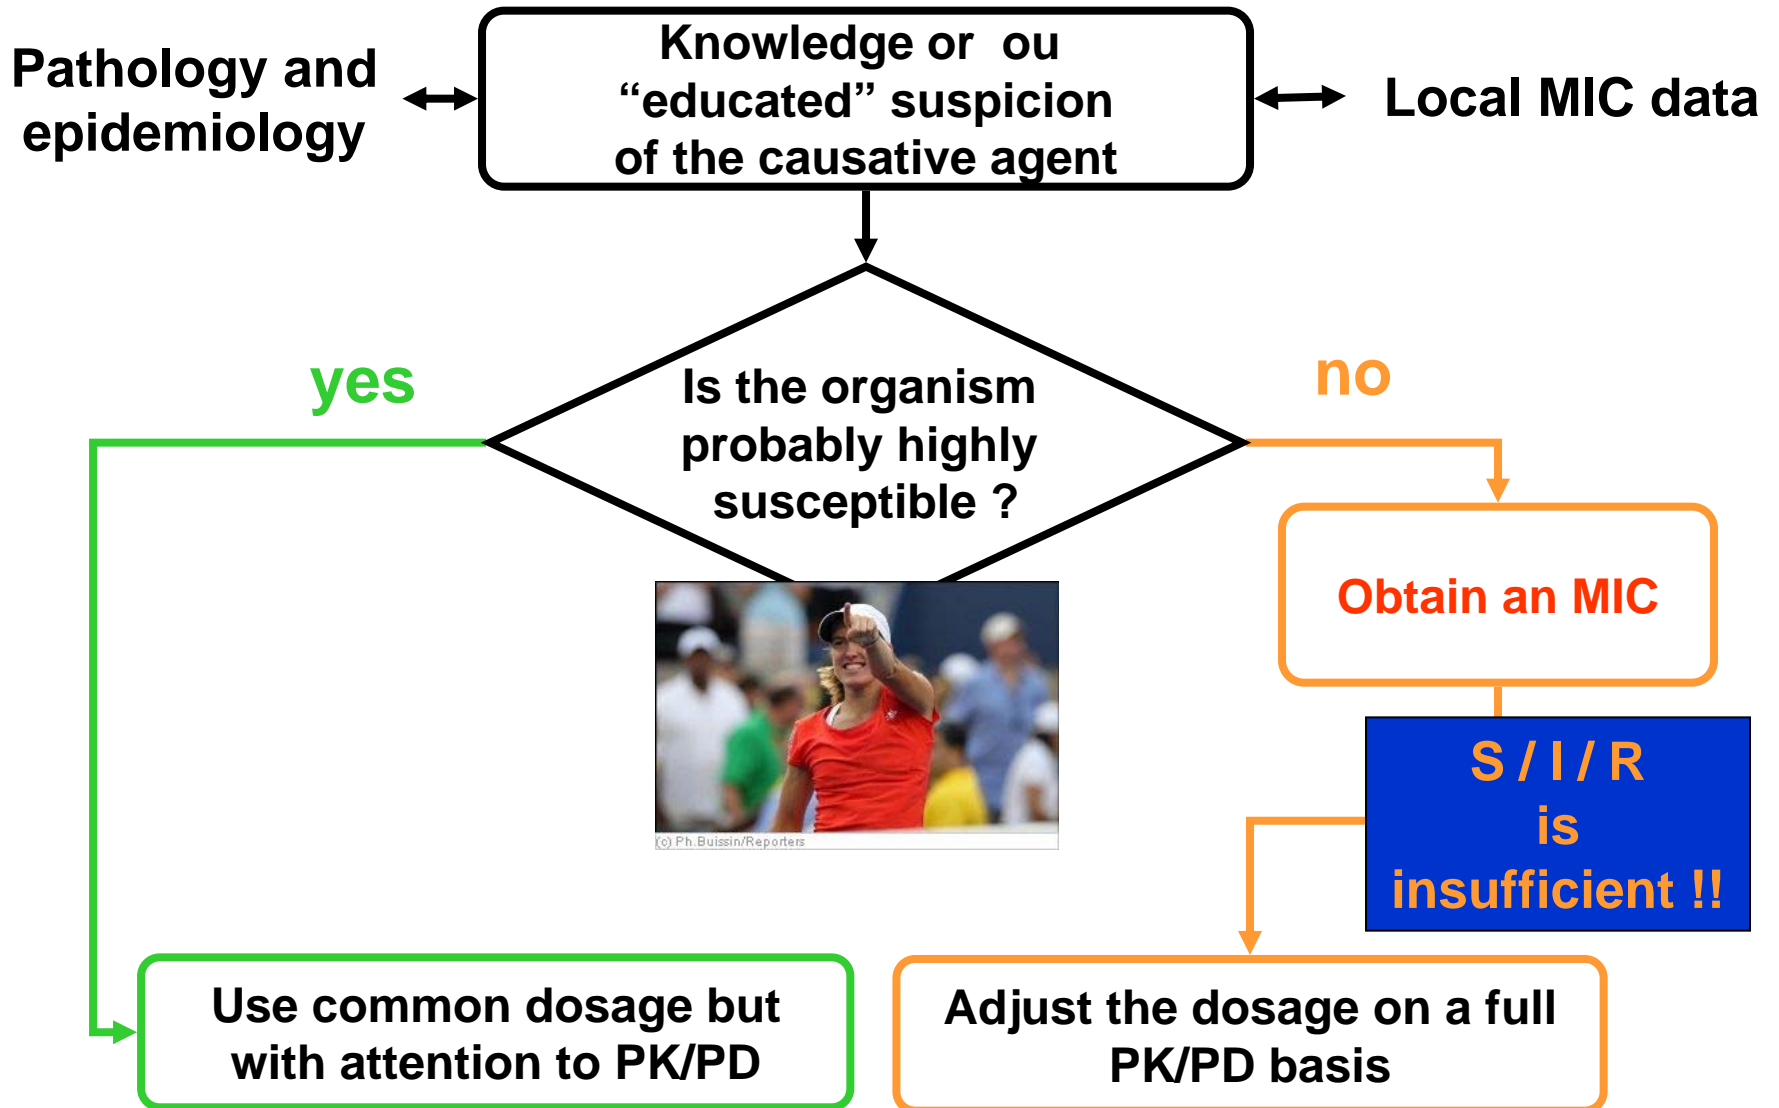 Pathology and
epidemiology
Knowledge or  ou
“educated” suspicion
of the causative agent
Local MIC data
yes
Is the organism
probably highly
susceptible ?
no
Obtain an MIC
S / I / R
is
insufficient !!
(c) Ph.Buissin/Reporters
Use common dosage but
with attention to PK/PD
Adjust the dosage on a full
PK/PD basis